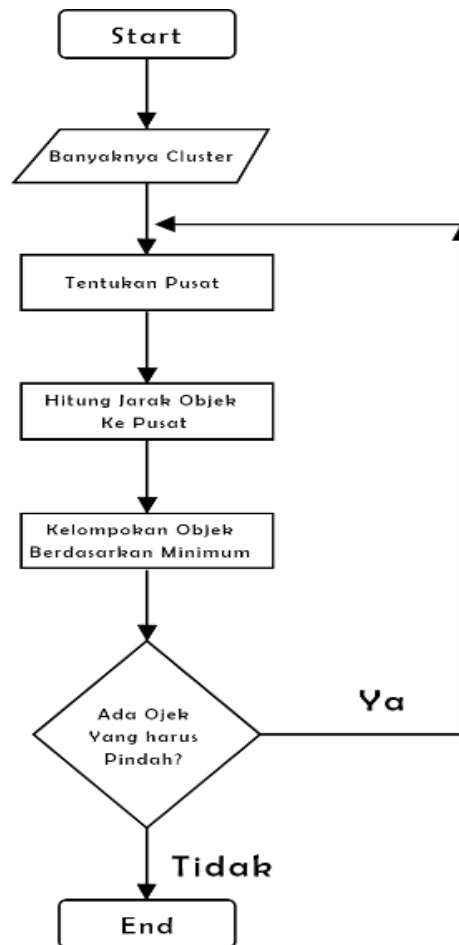 Start
Banyaknya Cluster
Tentukan Pusat
Hitung Jarak Objek
Ke Pusat
Kelompokan Objek
Berdasarkan Minimum
Ada Ojek
Yang harus
Pindah?
Ya
Tidak
End